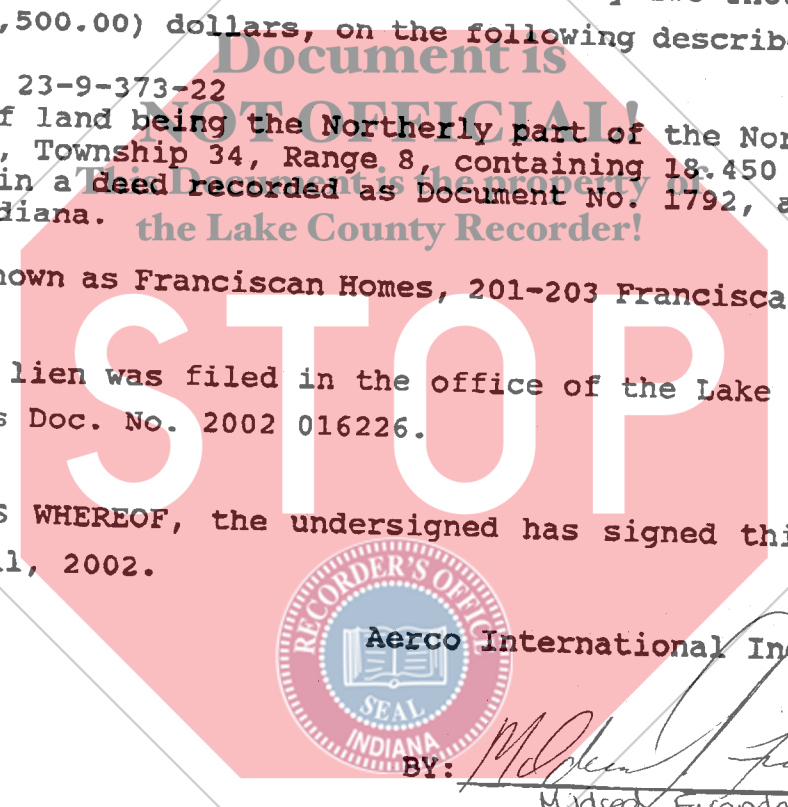 ,500.00) dollars, on the following describ
Document is
23-9-373-22
NOT OFFICIAL!
f land being the Northerly part of the Nor
, Township 34, Range 8, containing 18.450
This Document is the property of
in a deed recorded as Document No. 1792, a
diana.
the Lake County Recorder!
nown as Franciscan Homes, 201-203 Francisca
STOP
lien was filed in the office of the Lake
s Doc. No. 2002 016226.
S WHEREOF, the undersigned has signed thi
il, 2002.
RECORDER'S OFFICE
Aerco International In
SEAL
INDIANA
BY: